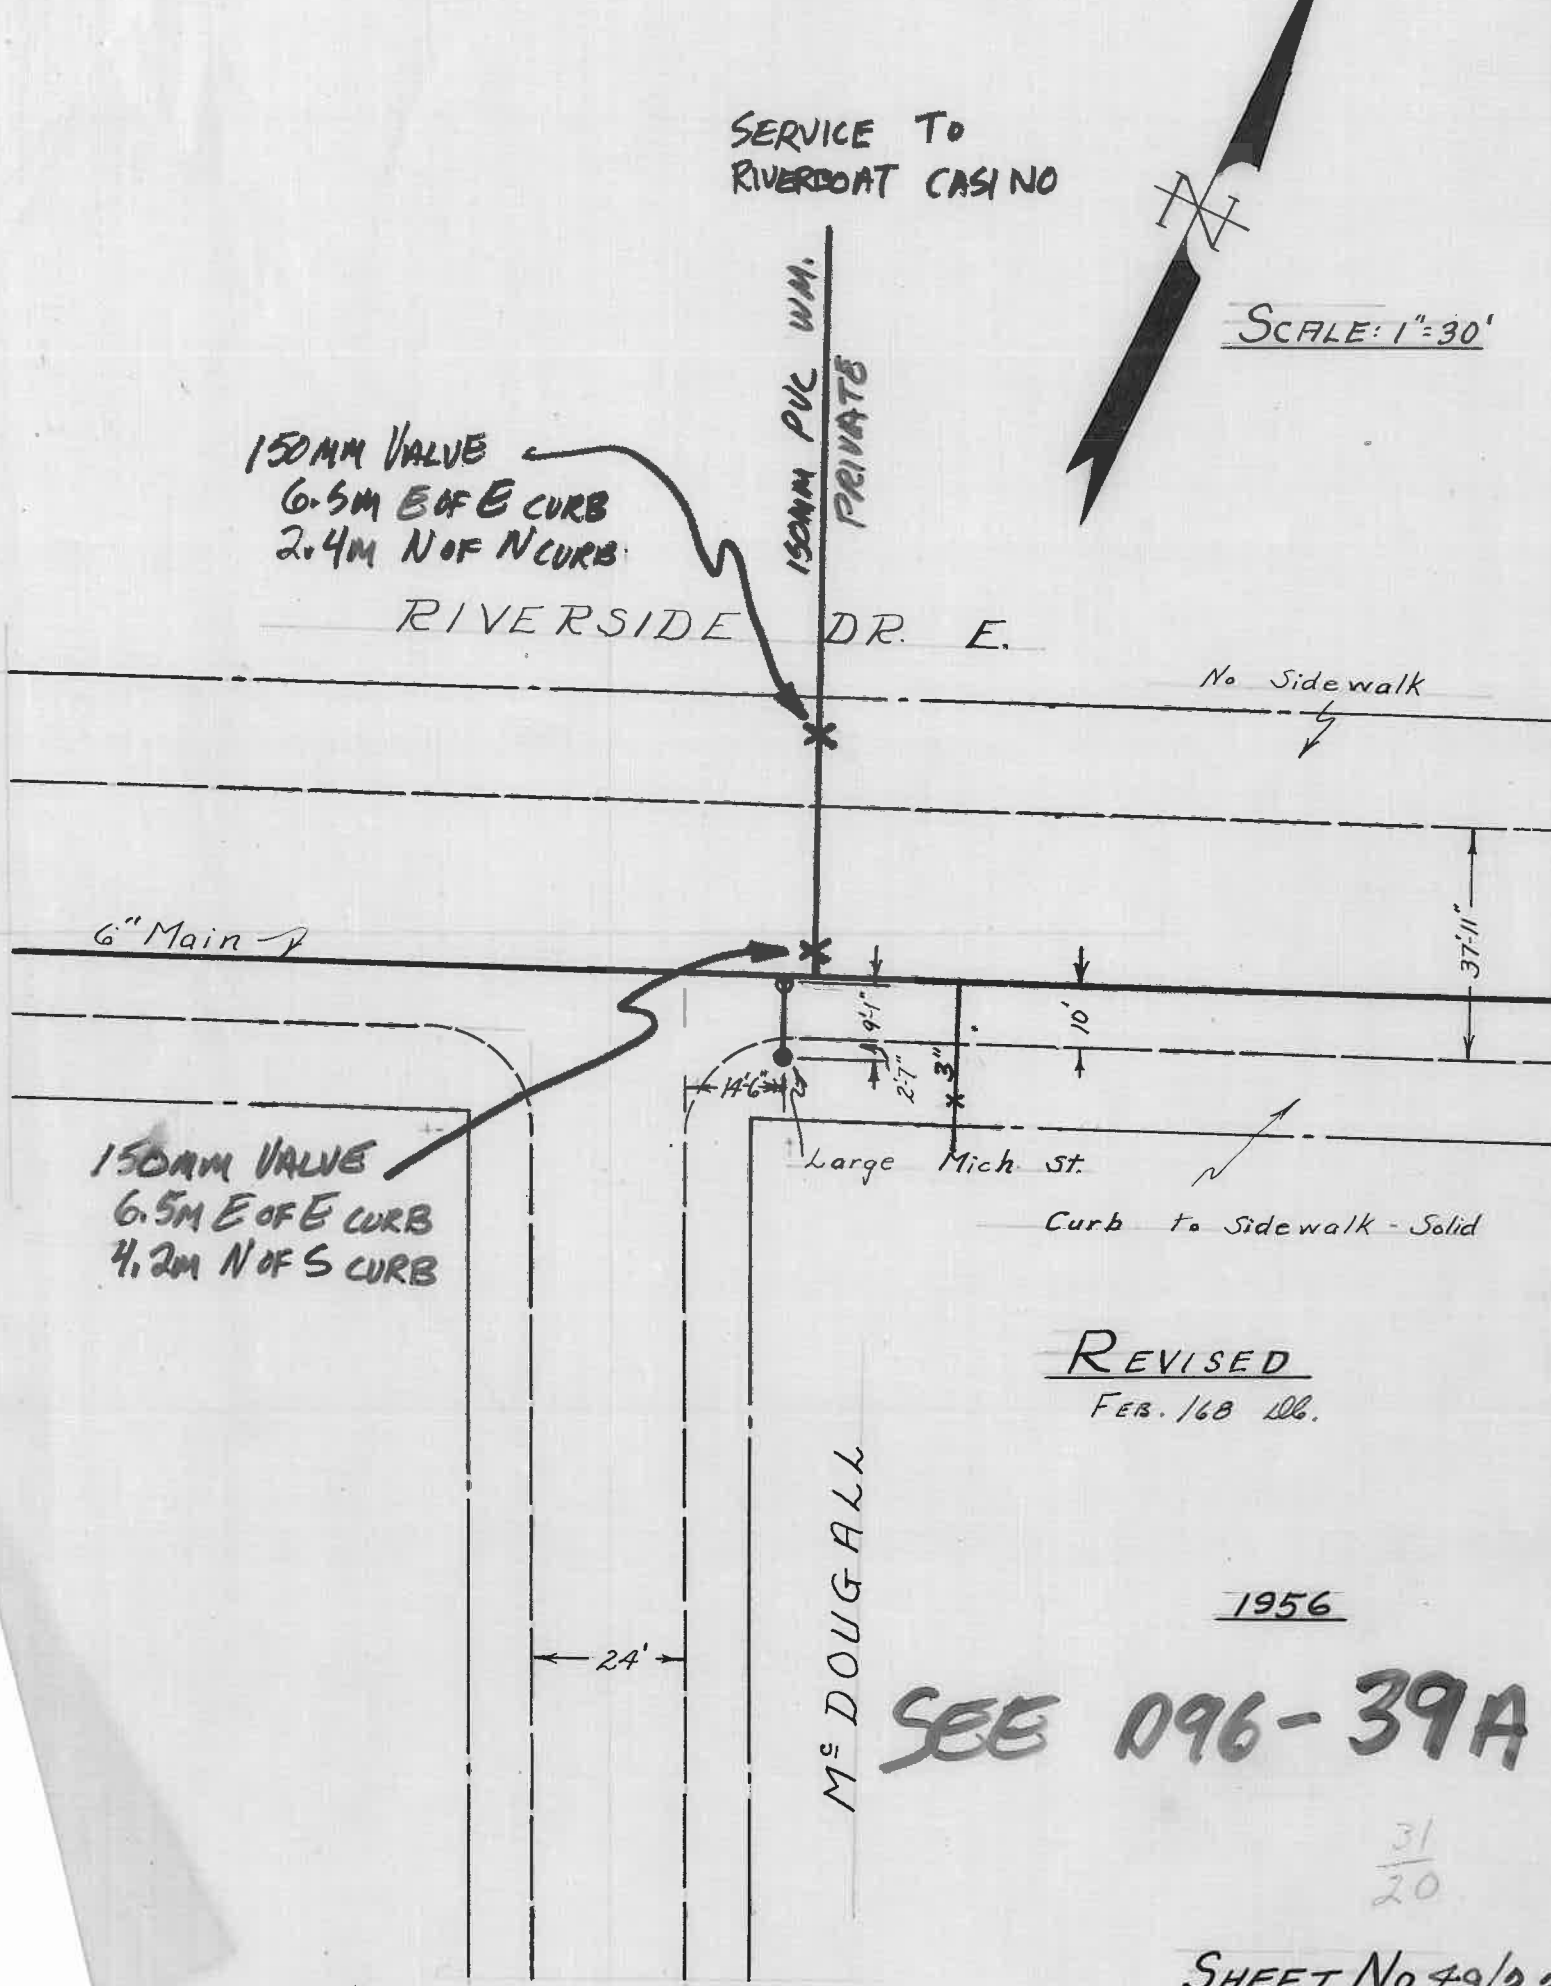 SERVICE TO
RIVERBOAT CASINO
N
SCALE: 1"=30'
150MM PVC WM.
PRIVATE
150MM VALVE
6.5M E OF E CURB
2.4M N OF N CURB
RIVERSIDE DR. E.
No Sidewalk
6" Main
37'-11"
9'-1"
10'
2'-7"
3"
14'-6"
Large Mich. St.
150MM VALVE
6.5M E OF E CURB
4.2M N OF S CURB
Curb to Sidewalk - Solid
REVISED
FEB. 168
Mc DOUGALL
1956
24'
SEE D96-39A
31
20
SHEET No